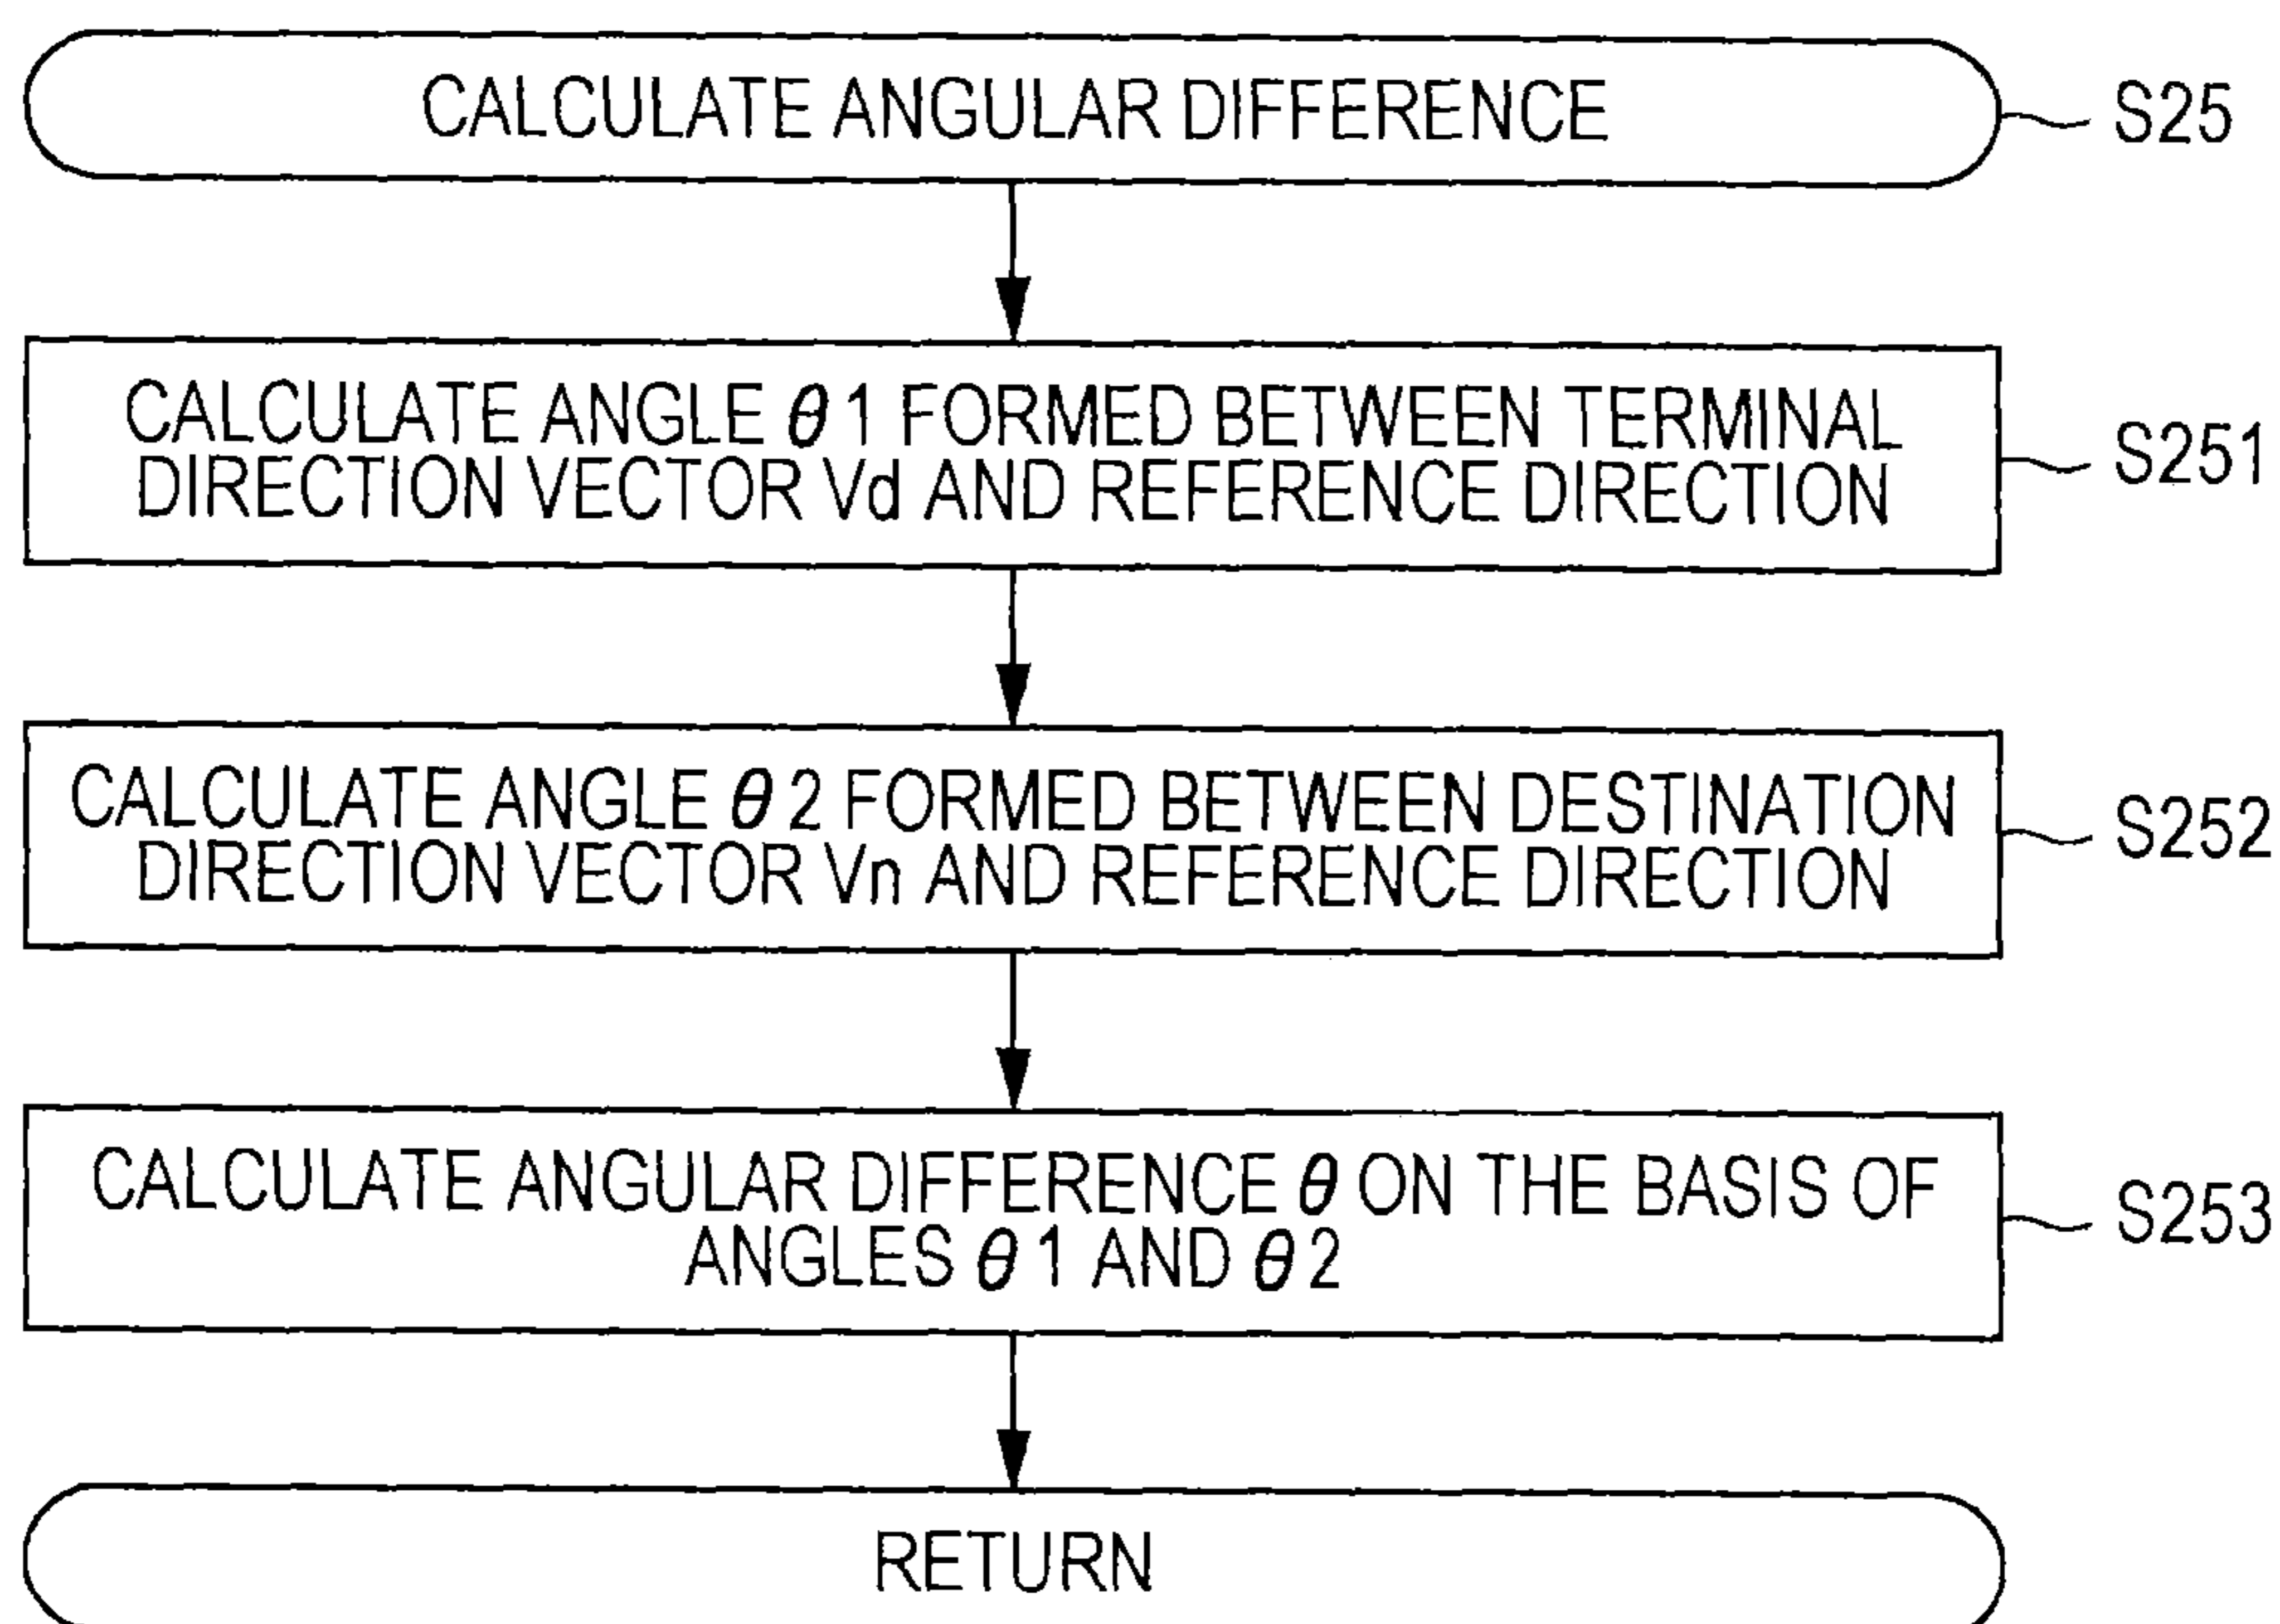 CALCULATE ANGULAR DIFFERENCE
S25
CALCULATE ANGLE θ1 FORMED BETWEEN TERMINAL
DIRECTION VECTOR Vd AND REFERENCE DIRECTION
S251
CALCULATE ANGLE θ2 FORMED BETWEEN DESTINATION
DIRECTION VECTOR Vn AND REFERENCE DIRECTION
S252
CALCULATE ANGULAR DIFFERENCE θ ON THE BASIS OF
ANGLES θ1 AND θ2
S253
RETURN